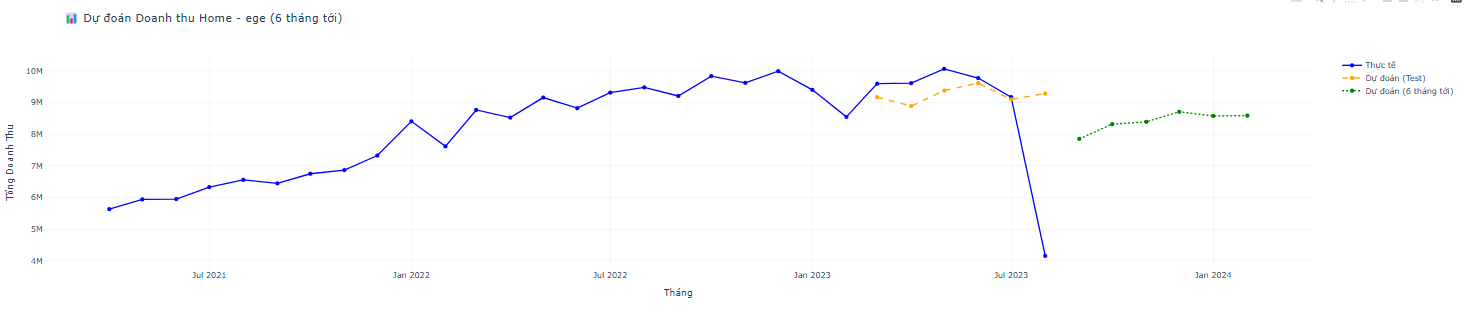 📊 Dự đoán Doanh thu Home - ege (6 tháng tới)
10M
9M
8M
7M
6M
5M
4M
Tổng Doanh Thu
Jul 2021
Jan 2022
Jul 2022
Jan 2023
Jul 2023
Jan 2024
Tháng
Thực tế
Dự đoán (Test)
Dự đoán (6 tháng tới)